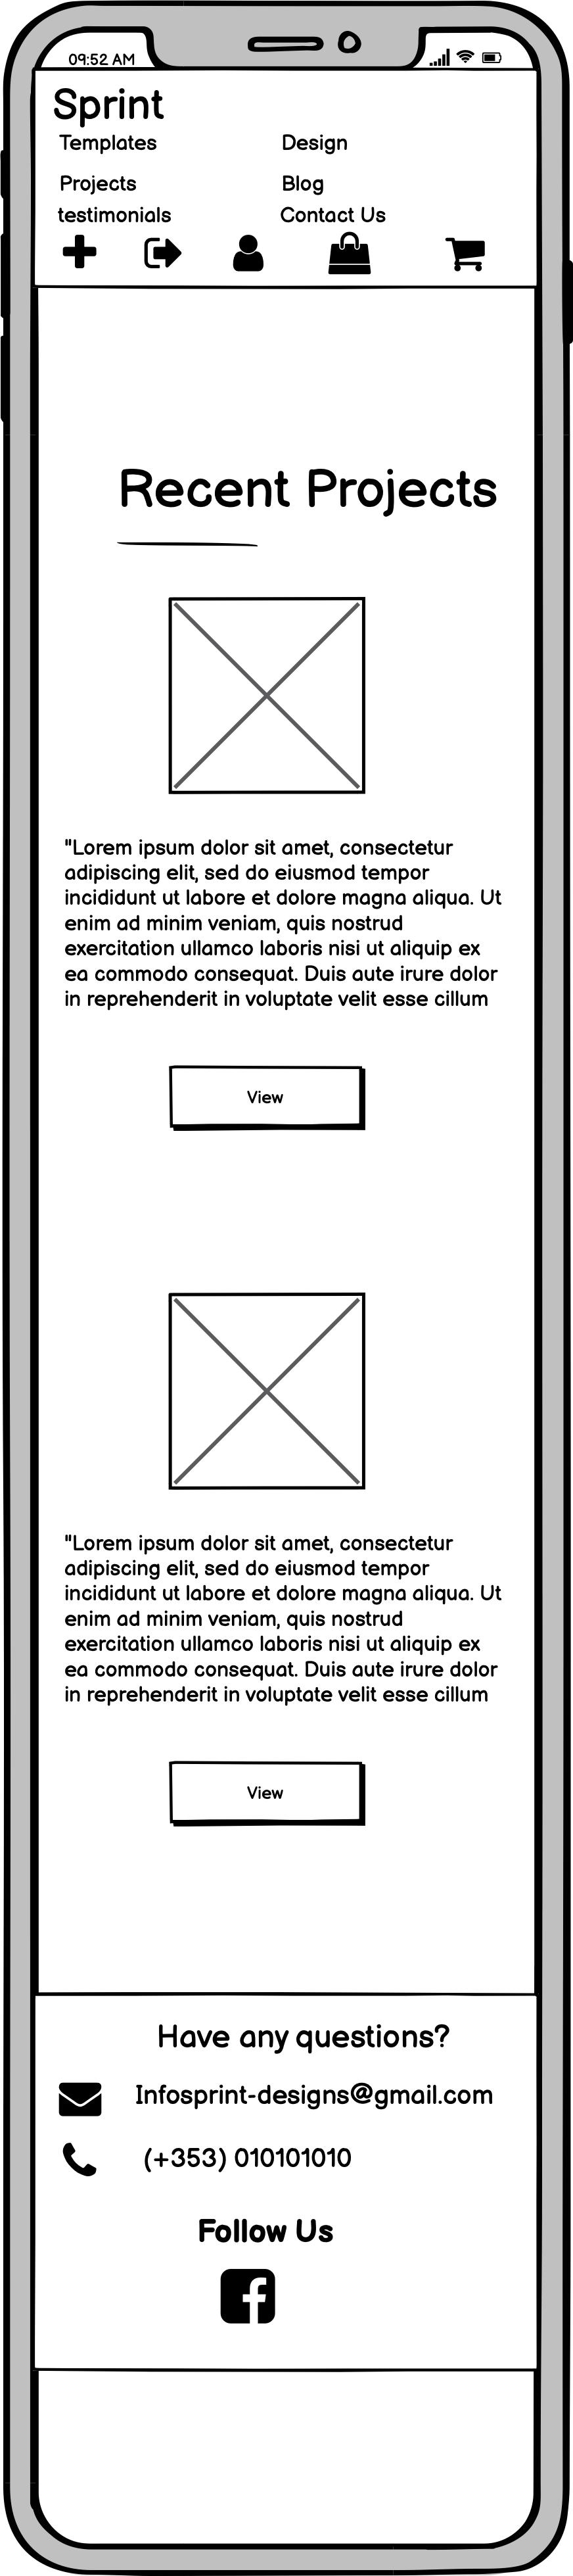 09:52 AM
Sprint
Templates Design
Projects Blog
testimonials Contact Us
Recent Projects
"Lorem ipsum dolor sit amet, consectetur
adipiscing elit, sed do eiusmod tempor
incididunt ut labore et dolore magna aliqua. Ut
enim ad minim veniam, quis nostrud
exercitation ullamco laboris nisi ut aliquip ex
ea commodo consequat. Duis aute irure dolor
in reprehenderit in voluptate velit esse cillum
View
"Lorem ipsum dolor sit amet, consectetur
adipiscing elit, sed do eiusmod tempor
incididunt ut labore et dolore magna aliqua. Ut
enim ad minim veniam, quis nostrud
exercitation ullamco laboris nisi ut aliquip ex
ea commodo consequat. Duis aute irure dolor
in reprehenderit in voluptate velit esse cillum
View
Have any questions?
Infosprint-designs@gmail.com
(+353) 010101010
Follow Us